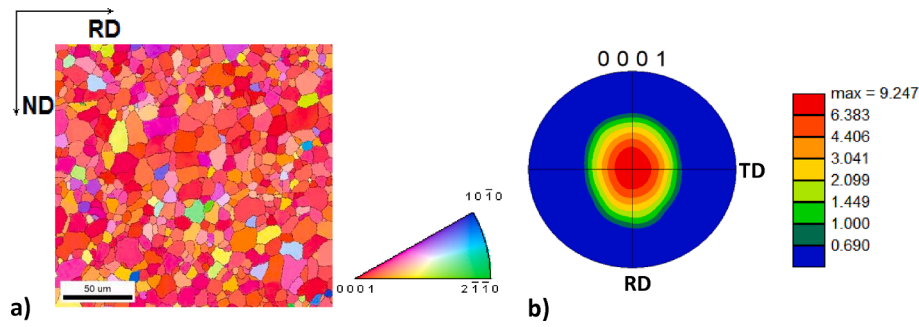 RD
ND
50 um
a)
0 0 0 1
1 0 1̄ 0
2 1̄ 1̄ 0
0 0 0 1
TD
RD
b)
max = 9.247
6.383
4.406
3.041
2.099
1.449
1.000
0.690